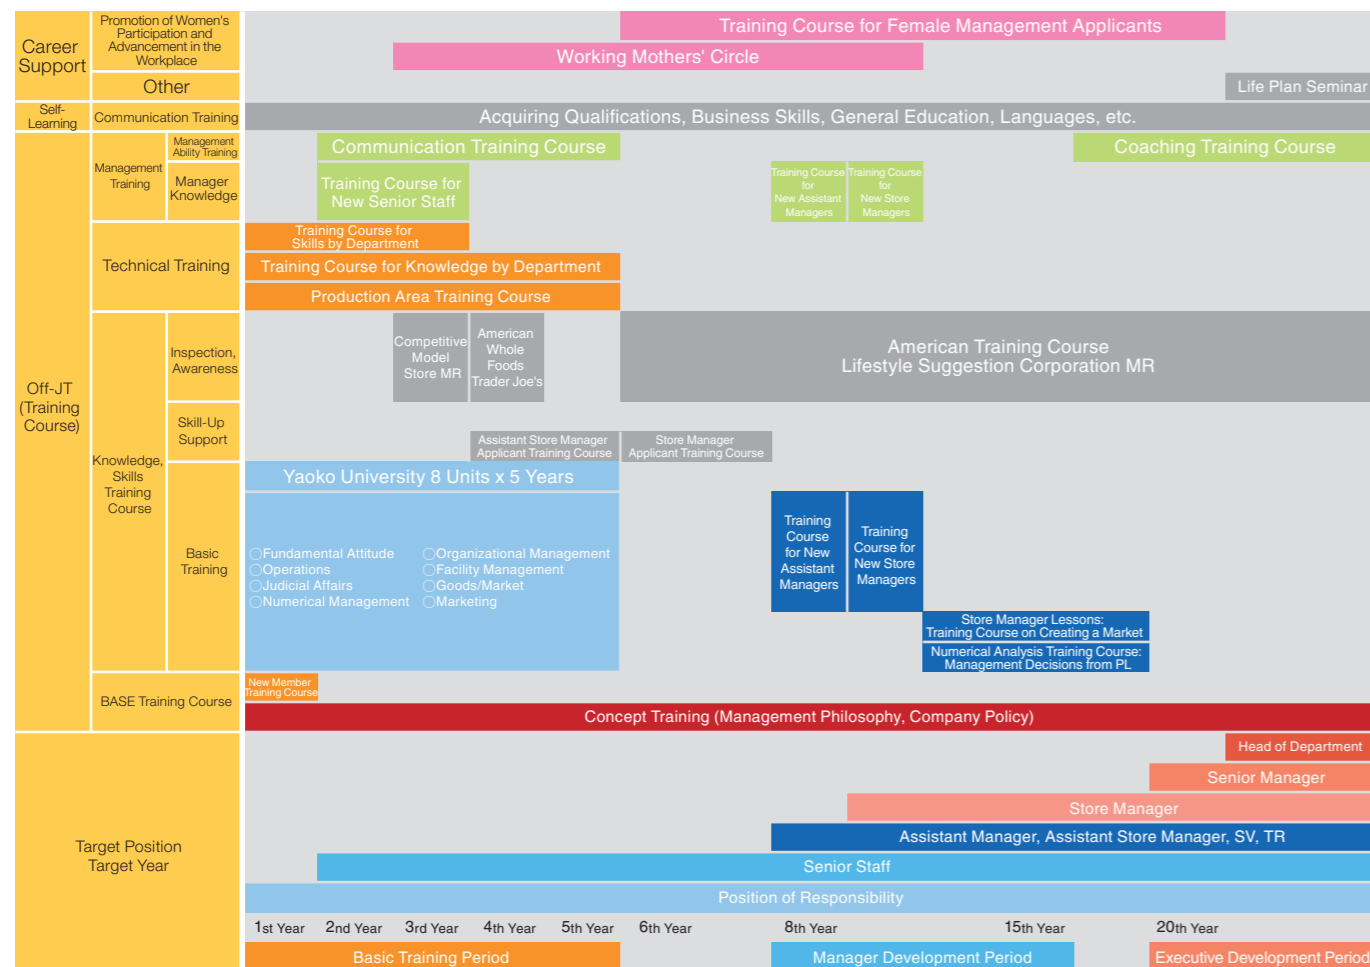 Career
Support
Promotion of Women's
Participation and
Advancement in the
Workplace
Training Course for Female Management Applicants
Working Mothers' Circle
Other
Life Plan Seminar
Self-
Learning
Communication Training
Acquiring Qualifications, Business Skills, General Education, Languages, etc.
Off-JT
(Training
Course)
Management
Training
Management
Ability Training
Communication Training Course
Coaching Training Course
Manager
Knowledge
Training Course for
New Senior Staff
Training Course
for
New Assistant
Managers
Training Course
for
New Store
Managers
Technical Training
Training Course for
Skills by Department
Training Course for Knowledge by Department
Production Area Training Course
Knowledge,
Skills
Training
Course
Inspection,
Awareness
Competitive
Model
Store MR
American
Whole
Foods
Trader Joe's
American Training Course
Lifestyle Suggestion Corporation MR
Skill-Up
Support
Assistant Store Manager
Applicant Training Course
Store Manager
Applicant Training Course
Basic
Training
Yaoko University 8 Units x 5 Years
○Fundamental Attitude
○Operations
○Judicial Affairs
○Numerical Management
○Organizational Management
○Facility Management
○Goods/Market
○Marketing
Training
Course
for New
Assistant
Managers
Training
Course for
New Store
Managers
Store Manager Lessons:
Training Course on Creating a Market
Numerical Analysis Training Course:
Management Decisions from PL
BASE Training Course
New Member
Training Course
Concept Training (Management Philosophy, Company Policy)
Target Position
Target Year
Head of Department
Senior Manager
Store Manager
Assistant Manager, Assistant Store Manager, SV, TR
Senior Staff
Position of Responsibility
1st Year 2nd Year 3rd Year 4th Year 5th Year 6th Year 8th Year 15th Year 20th Year
Basic Training Period
Manager Development Period
Executive Development Period